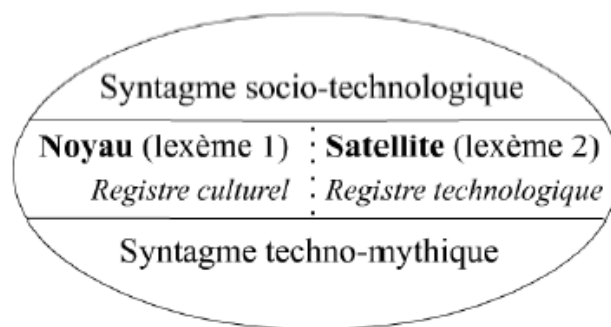 Syntagme socio-technologique
Noyau (lexème 1) Satellite (lexème 2)
Registre culturel Registre technologique
Syntagme techno-mythique